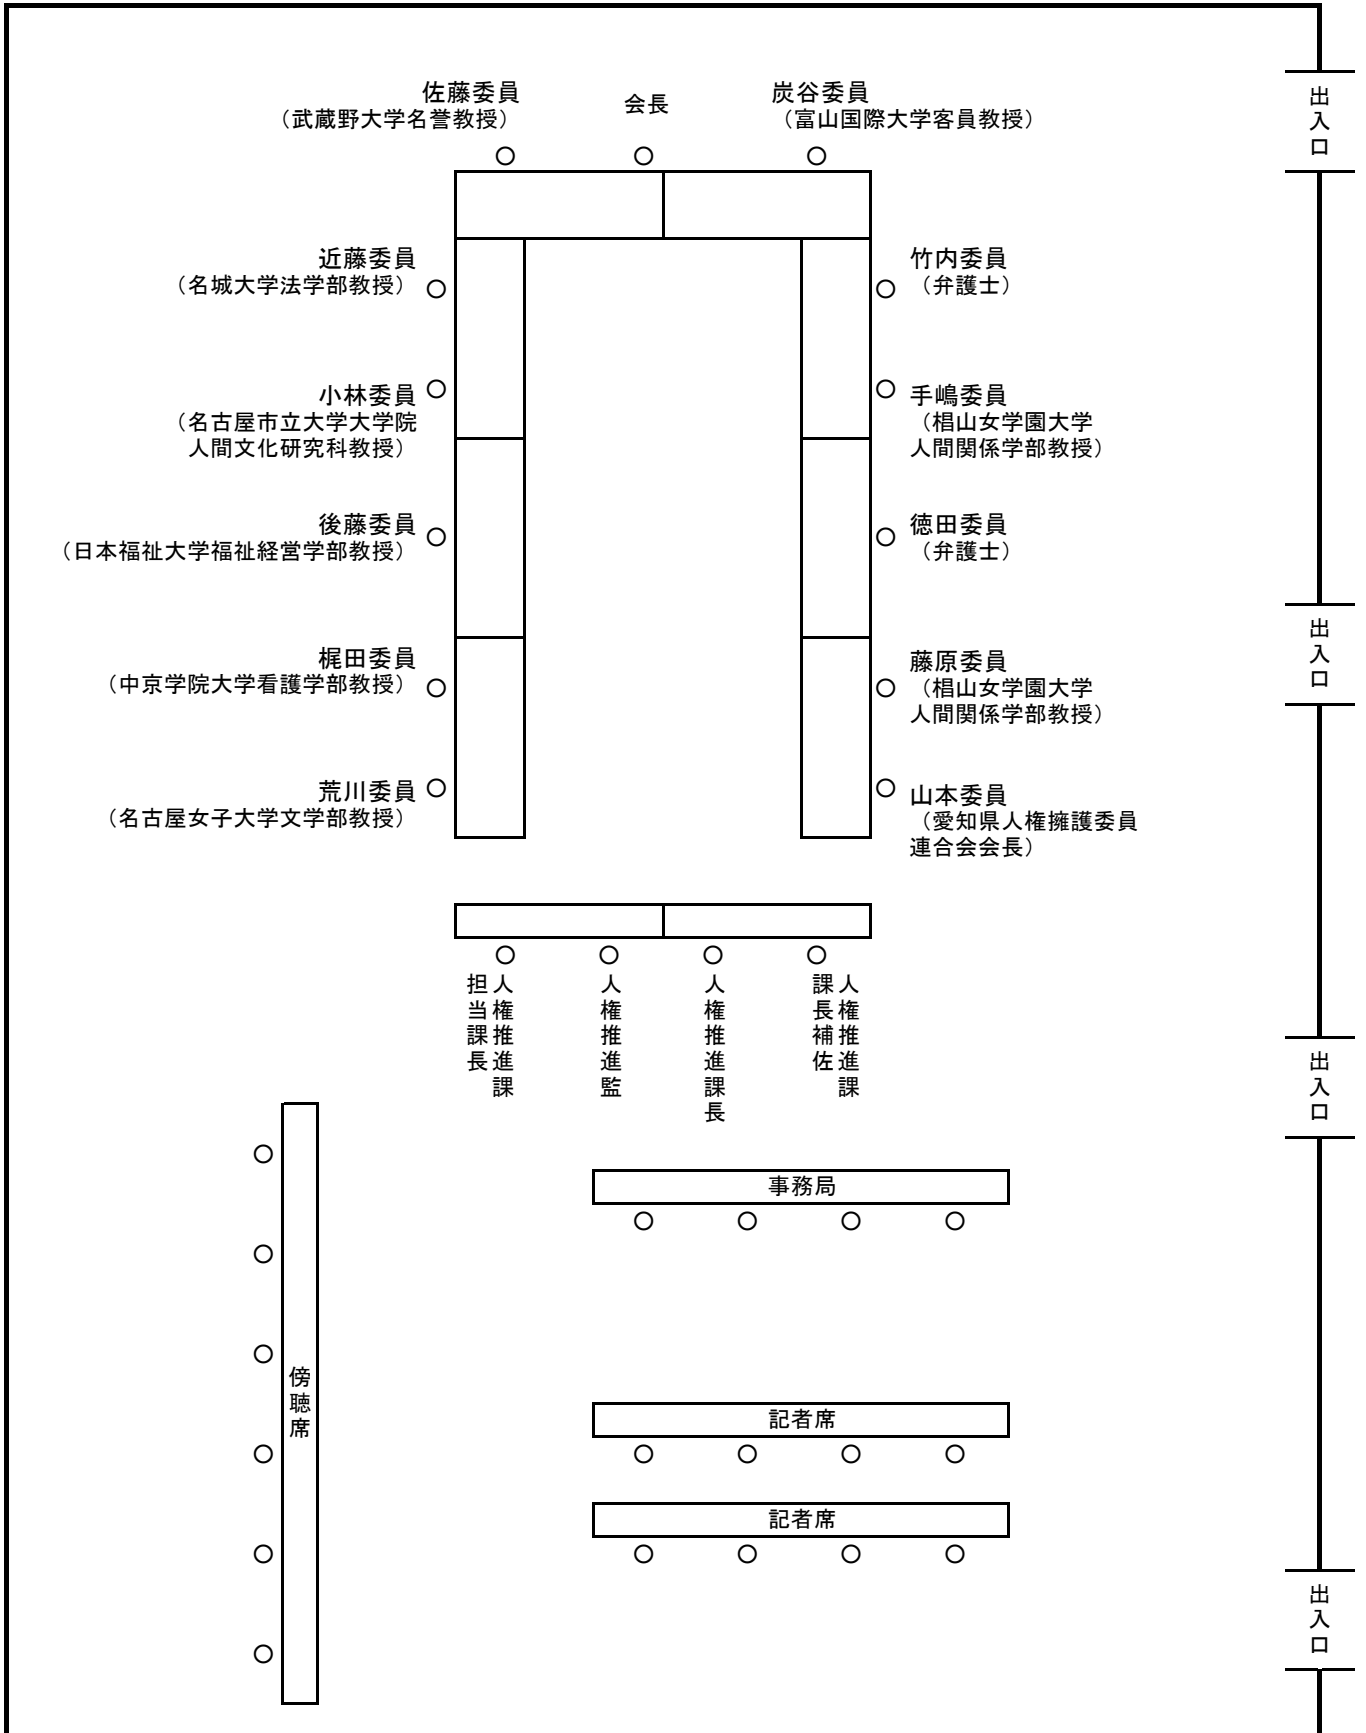 佐藤委員
（武蔵野大学名誉教授）
会長
炭谷委員
（富山国際大学客員教授）
出入口
近藤委員
（名城大学法学部教授）
竹内委員
（弁護士）
小林委員
（名古屋市立大学大学院
人間文化研究科教授）
手嶋委員
（椙山女学園大学
人間関係学部教授）
後藤委員
（日本福祉大学福祉経営学部教授）
徳田委員
（弁護士）
出入口
梶田委員
（中京学院大学看護学部教授）
藤原委員
（椙山女学園大学
人間関係学部教授）
荒川委員
（名古屋女子大学文学部教授）
山本委員
（愛知県人権擁護委員
連合会会長）
人権推進課
担当課長
人権推進監
人権推進課長
人権推進課
課長補佐
出入口
事務局
傍聴席
記者席
記者席
出入口